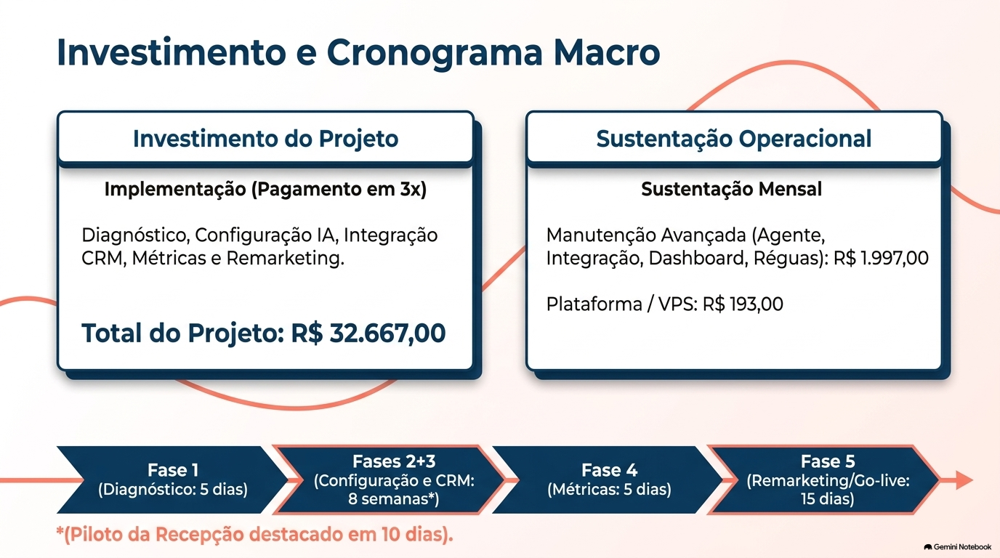 Investimento e Cronograma Macro
Investimento do Projeto
Implementação (Pagamento em 3x)
Diagnóstico, Configuração IA, Integração
CRM, Métricas e Remarketing.
Total do Projeto: R$ 32.667,00
Sustentação Operacional
Sustentação Mensal
Manutenção Avançada (Agente,
Integração, Dashboard, Réguas): R$ 1.997,00
Plataforma / VPS: R$ 193,00
Fase 1
(Diagnóstico: 5 dias)
Fases 2+3
(Configuração e CRM:
8 semanas*)
Fase 4
(Métricas: 5 dias)
Fase 5
(Remarketing/Go-live:
15 dias)
*(Piloto da Recepção destacado em 10 dias).
Gemini Notebook